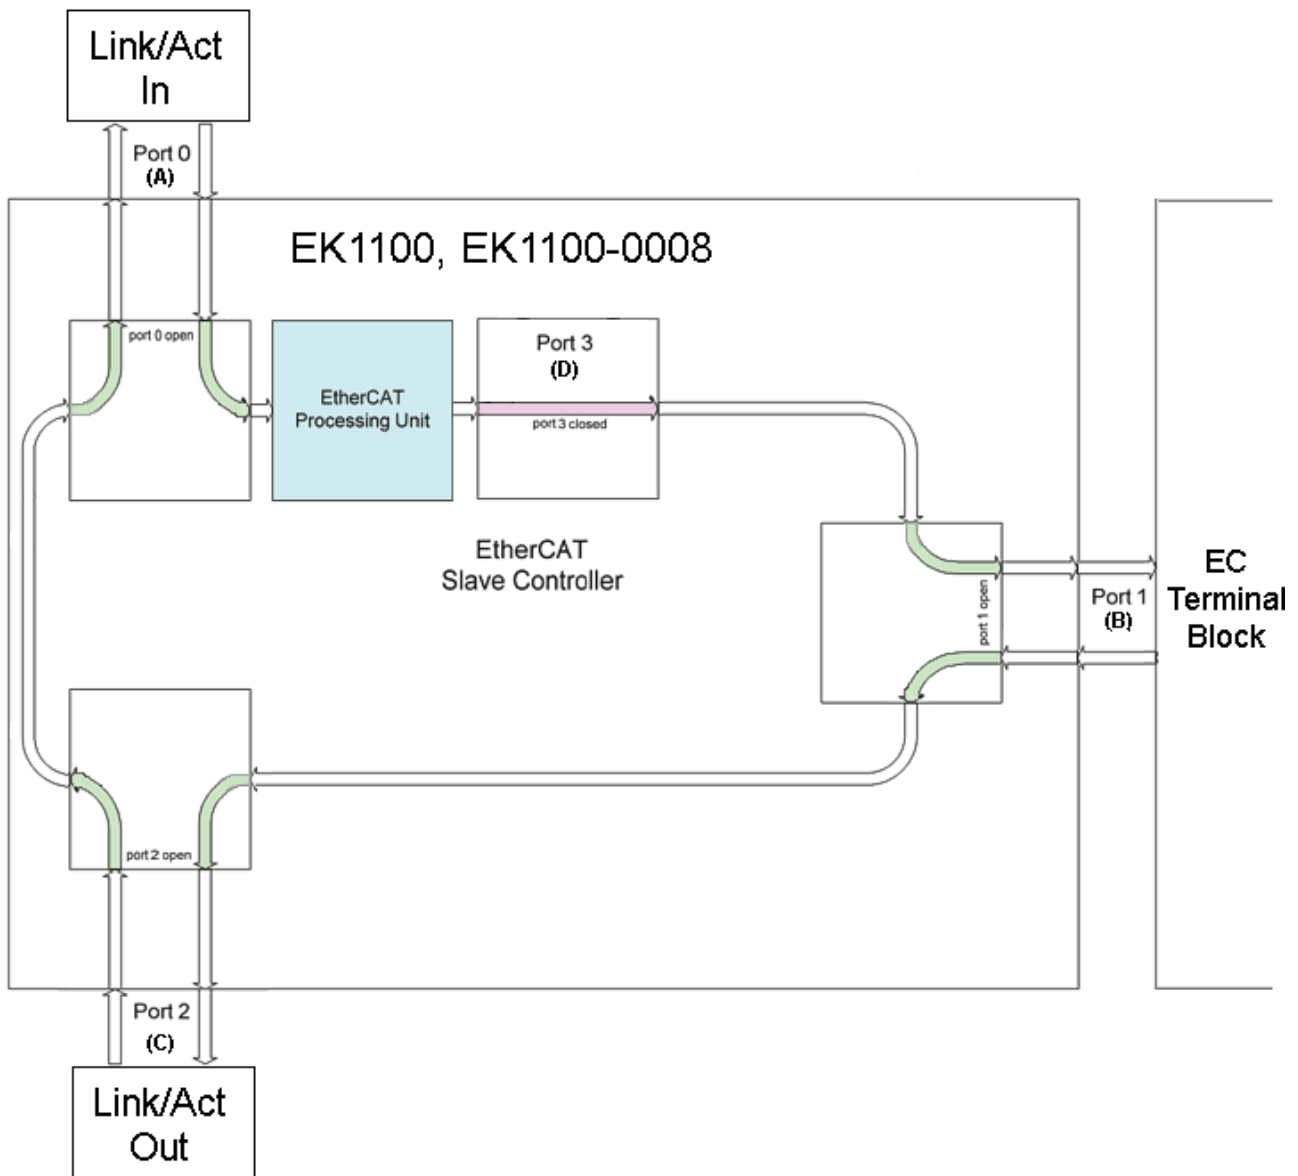 Link/Act
In
Port 0
(A)
EK1100, EK1100-0008
port 0 open
Port 3
(D)
EtherCAT
Processing Unit
port 3 closed
EtherCAT
Slave Controller
port 1 open
Port 1
(B)
EC
Terminal
Block
port 2 open
Port 2
(C)
Link/Act
Out